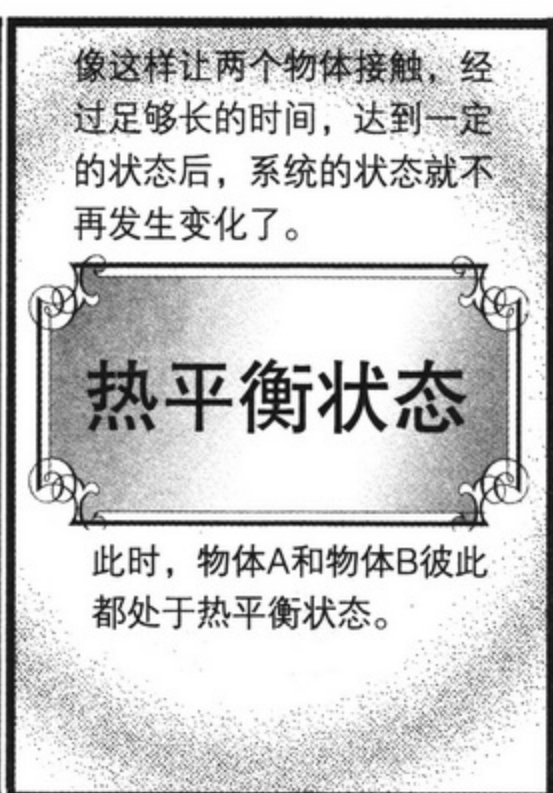 像这样让两个物体接触，经
过足够长的时间，达到一定
的状态后，系统的状态就不
再发生变化了。
热平衡状态
此时，物体A和物体B彼此
都处于热平衡状态。